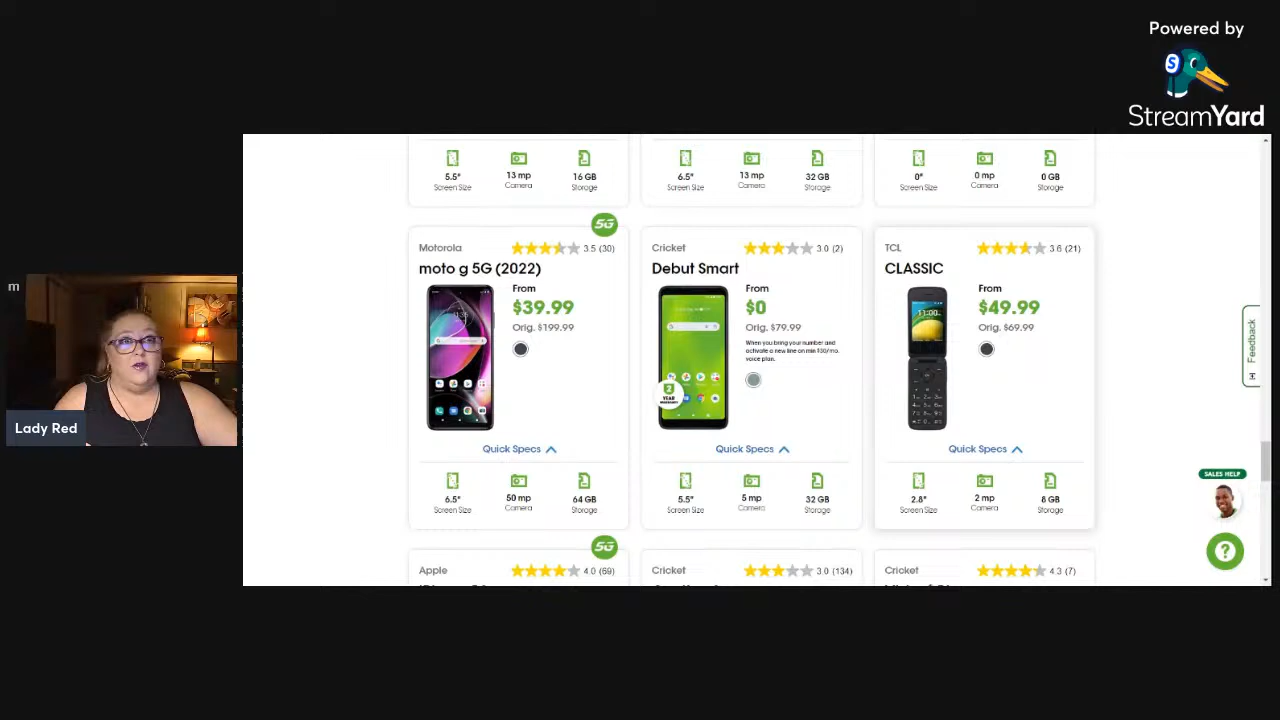 Powered by
S
StreamYard
5.5" 13 mp 16 GB
Screen Size Camera Storage
6.5" 13 mp 32 GB
Screen Size Camera Storage
0" 0 mp 0 GB
Screen Size Camera Storage
5G
Motorola 3.5 (30)
moto g 5G (2022)
From
$39.99
Orig. $199.99
Quick Specs
6.5" 50 mp 64 GB
Screen Size Camera Storage
Cricket 3.0 (2)
Debut Smart
From
$0
Orig. $79.99
When you bring your number and
activate a new line on min $30/mo.
voice plan.
2
YEAR
WARRANTY
Quick Specs
5.5" 5 mp 32 GB
Screen Size Camera Storage
TCL 3.6 (21)
CLASSIC
From
$49.99
Orig. $69.99
11:00
Quick Specs
2.8" 2 mp 8 GB
Screen Size Camera Storage
5G
Apple 4.0 (69)
Cricket 3.0 (134)
Cricket 4.3 (7)
Feedback
SALES HELP
?
m
Lady Red